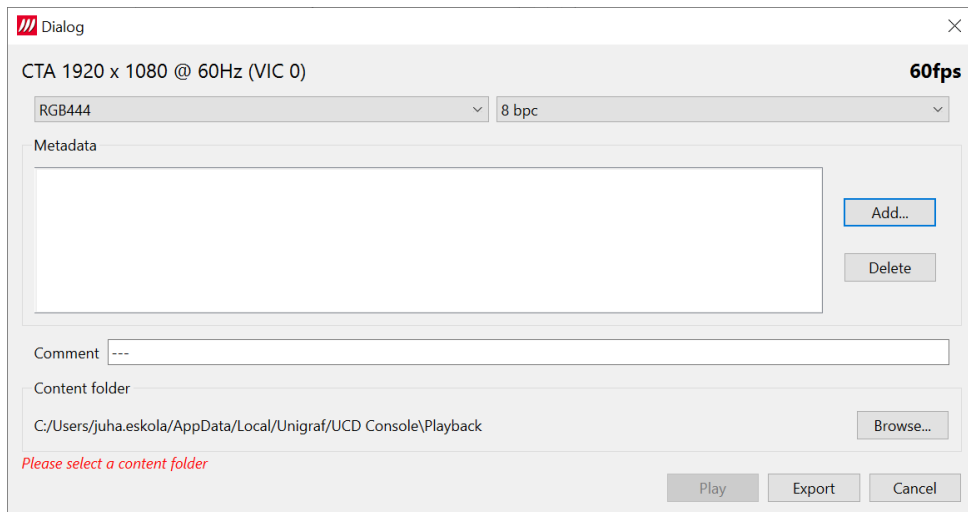 Dialog
CTA 1920 x 1080 @ 60Hz (VIC 0) 60fps
RGB444 8 bpc
Metadata
Add...
Delete
Comment ---
Content folder
C:/Users/juha.eskola/AppData/Local/Unigraf/UCD Console\Playback Browse...
Please select a content folder
Play Export Cancel